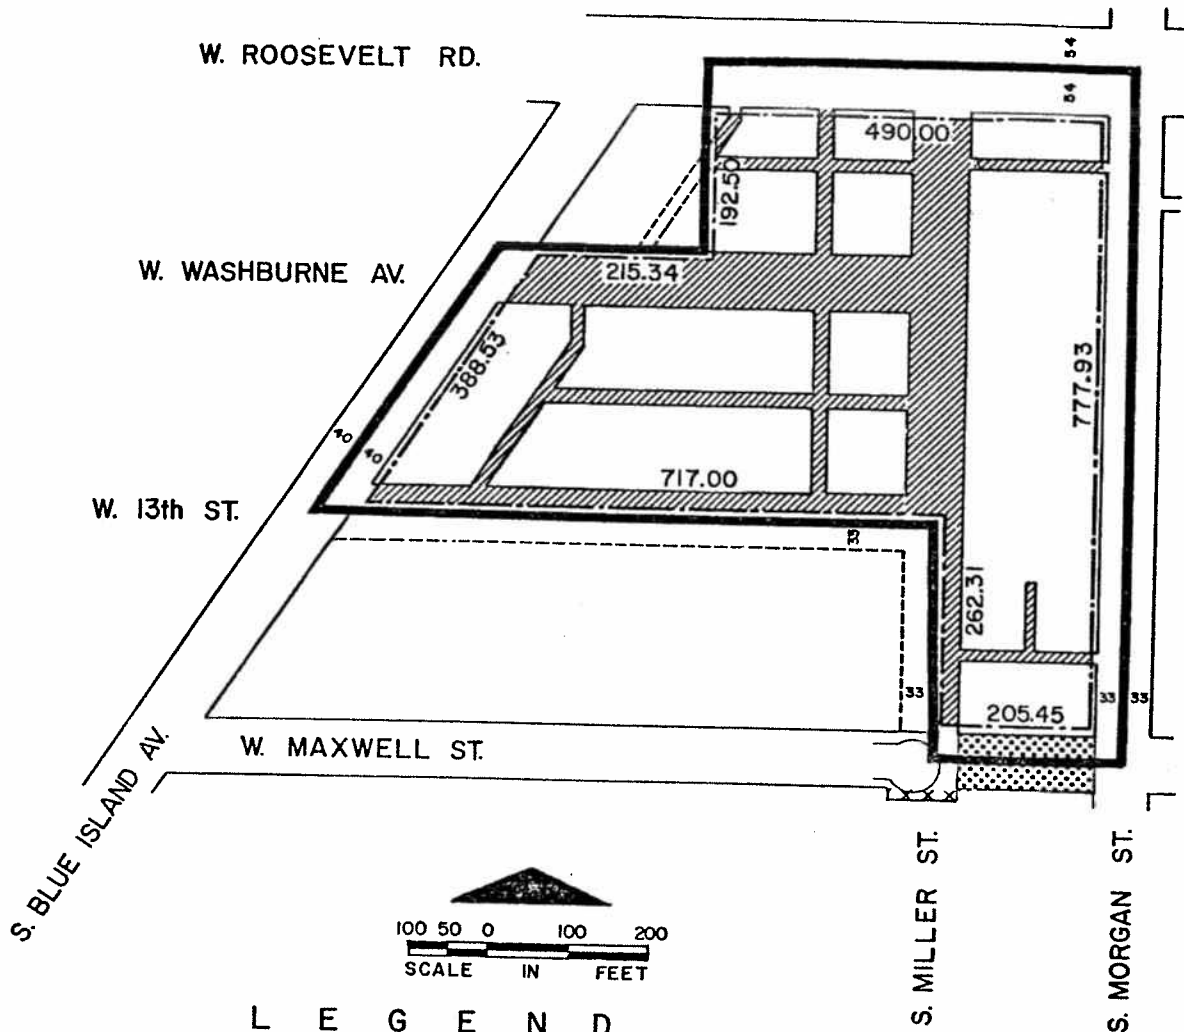 W. ROOSEVELT RD.
54
54
490.00
192.50
W. WASHBURNE AV.
215.34
388.53
777.93
40
40
717.00
W. 13th ST.
33
262.31
33
33
33
205.45
W. MAXWELL ST.
S. BLUE ISLAND AV.
S. MILLER ST.
S. MORGAN ST.
100 50 0 100 200
SCALE IN FEET
LEGEND